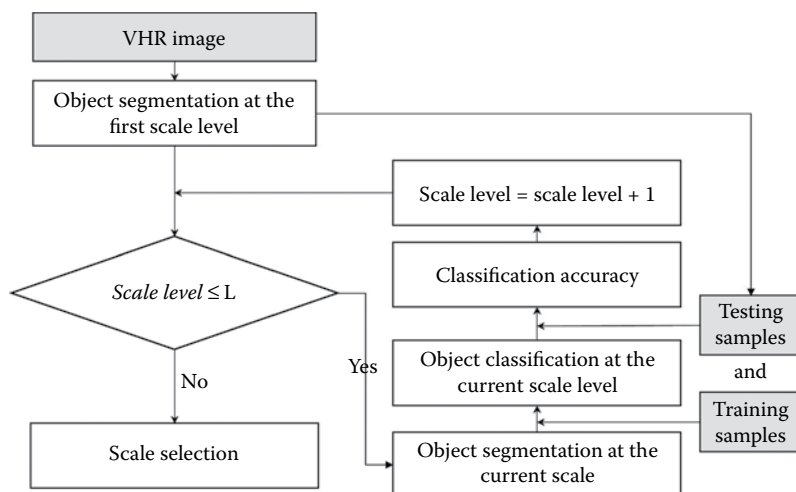 VHR image
Object segmentation at the
first scale level
Scale level = scale level + 1
Scale level ≤ L
Classification accuracy
Testing
samples
and
Training
samples
Object classification at the
current scale level
Yes
No
Scale selection
Object segmentation at the
current scale